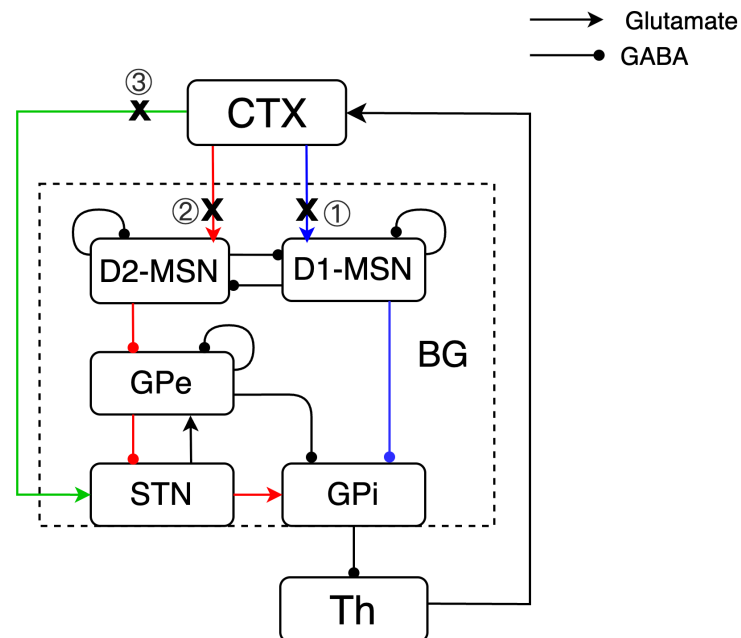 Glutamate
GABA
③
CTX
② ①
D2-MSN D1-MSN
BG
GPe
STN GPi
Th